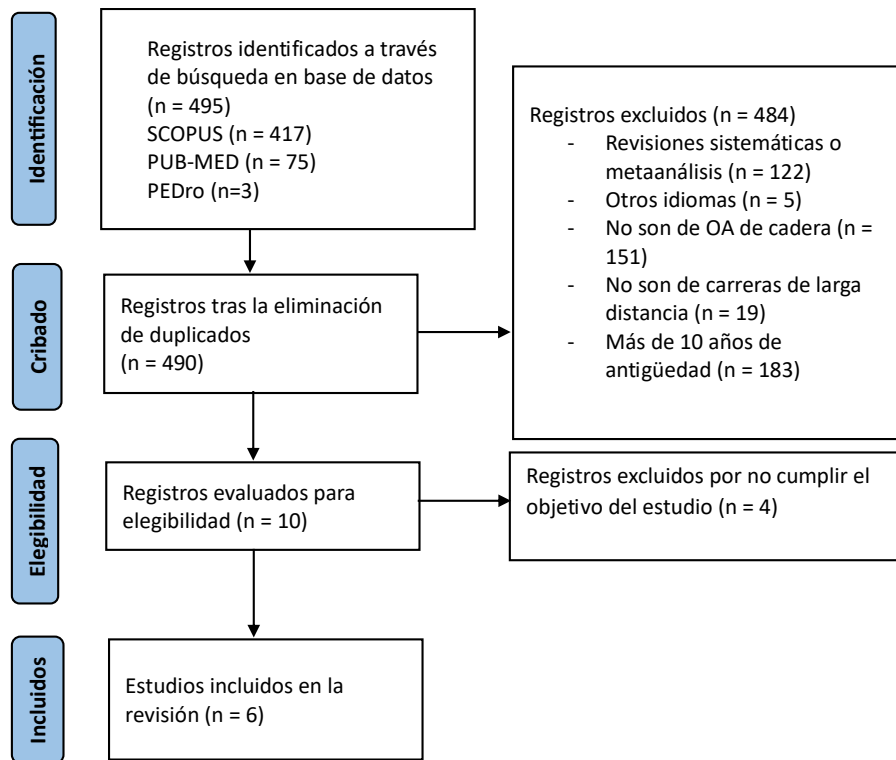 Identificación
Registros identificados a través
de búsqueda en base de datos
(n = 495)
SCOPUS (n = 417)
PUB-MED (n = 75)
PEDro (n=3)
Registros excluidos (n = 484)
- Revisiones sistemáticas o
metaanálisis (n = 122)
- Otros idiomas (n = 5)
- No son de OA de cadera (n =
151)
- No son de carreras de larga
distancia (n = 19)
- Más de 10 años de
antigüedad (n = 183)
Cribado
Registros tras la eliminación
de duplicados
(n = 490)
Elegibilidad
Registros evaluados para
elegibilidad (n = 10)
Registros excluidos por no cumplir el
objetivo del estudio (n = 4)
Incluidos
Estudios incluidos en la
revisión (n = 6)